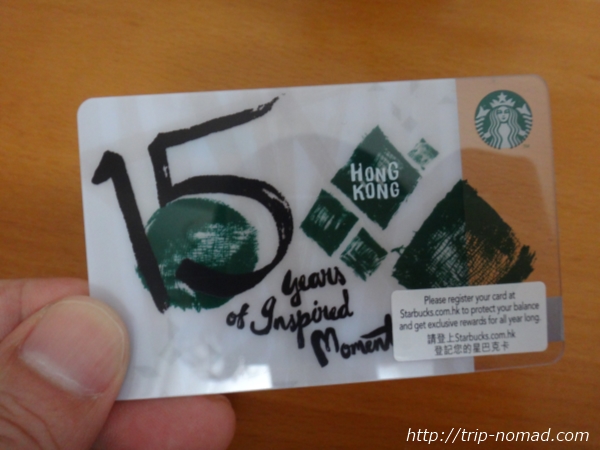 15
HONG
KONG
Years
of Inspired
Moment
Please register your card at
Starbucks.com.hk to protect your balance
and get exclusive rewards for all year long.
請登上Starbucks.com.hk
登記您的星巴克卡
http://trip-nomad.com/